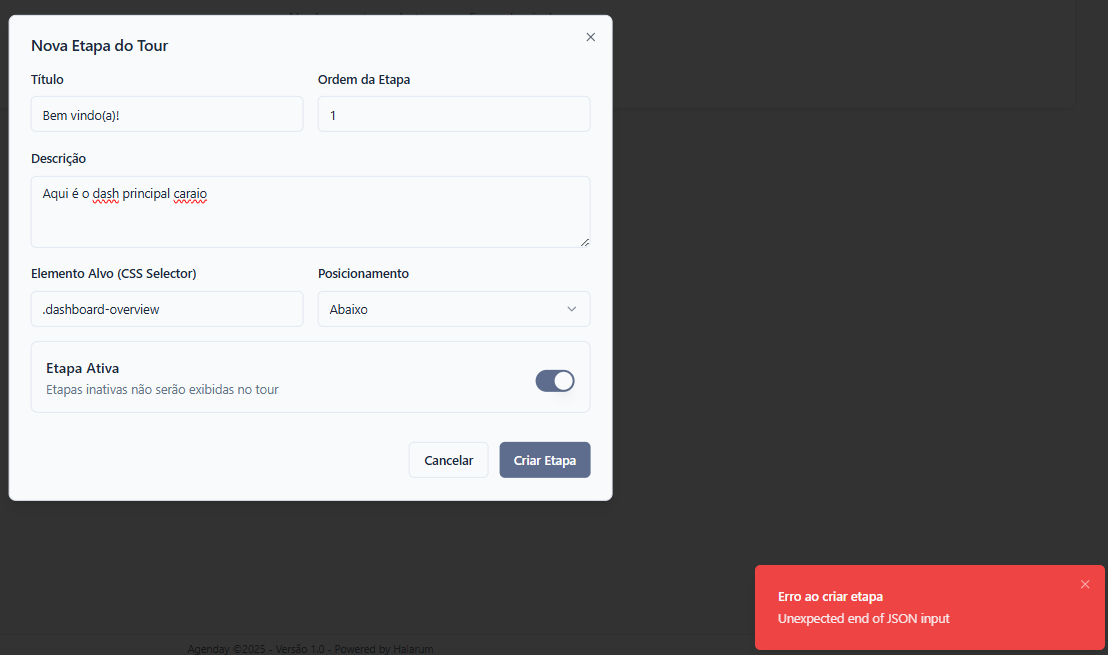 Nova Etapa do Tour
Título
Ordem da Etapa
Bem vindo(a)!
1
Descrição
Aqui é o dash principal caraio
Elemento Alvo (CSS Selector)
Posicionamento
.dashboard-overview
Abaixo
Etapa Ativa
Etapas inativas não serão exibidas no tour
Cancelar
Criar Etapa
Erro ao criar etapa
Unexpected end of JSON input
Agenday ©2025 - Versão 1.0 - Powered by Halarum